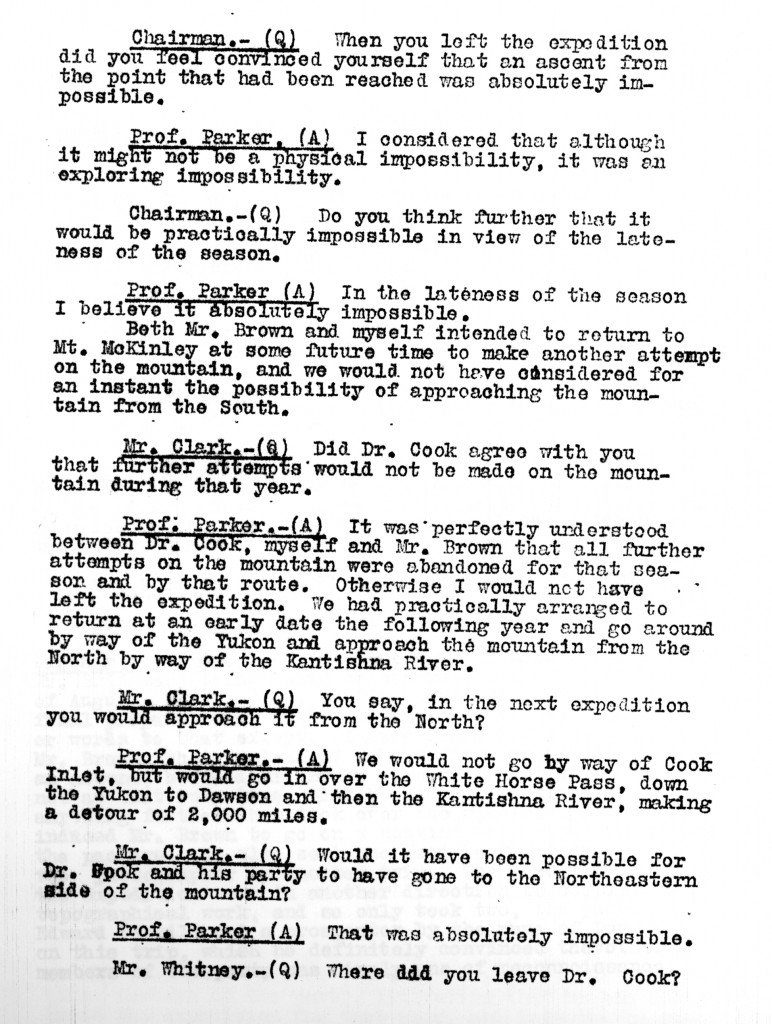 Chairman.- (Q) When you left the expedition
did you feel convinced yourself that an ascent from
the point that had been reached was absolutely im-
possible.
Prof. Parker. (A) I considered that although
it might not be a physical impossibility, it was an
exploring impossibility.
Chairman.-(Q) Do you think further that it
would be practically impossible in view of the late-
ness of the season.
Prof. Parker (A) In the lateness of the season
I believe it absolutely impossible.
Both Mr. Brown and myself intended to return to
Mt. McKinley at some future time to make another attempt
on the mountain, and we would not have considered for
an instant the possibility of approaching the moun-
tain from the South.
Mr. Clark.-(Q) Did Dr. Cook agree with you
that further attempts would not be made on the moun-
tain during that year.
Prof. Parker.-(A) It was perfectly understood
between Dr. Cook, myself and Mr. Brown that all further
attempts on the mountain were abandoned for that sea-
son and by that route. Otherwise I would not have
left the expedition. We had practically arranged to
return at an early date the following year and go around
by way of the Yukon and approach the mountain from the
North by way of the Kantishna River.
Mr. Clark.- (Q) You say, in the next expedition
you would approach it from the North?
Prof. Parker.- (A) We would not go by way of Cook
Inlet, but would go in over the White Horse Pass, down
the Yukon to Dawson and then the Kantishna River, making
a detour of 2,000 miles.
Mr. Clark.- (Q) Would it have been possible for
Dr. Cook and his party to have gone to the Northeastern
side of the mountain?
Prof. Parker (A) That was absolutely impossible.
Mr. Whitney.-(Q) Where did you leave Dr. Cook?